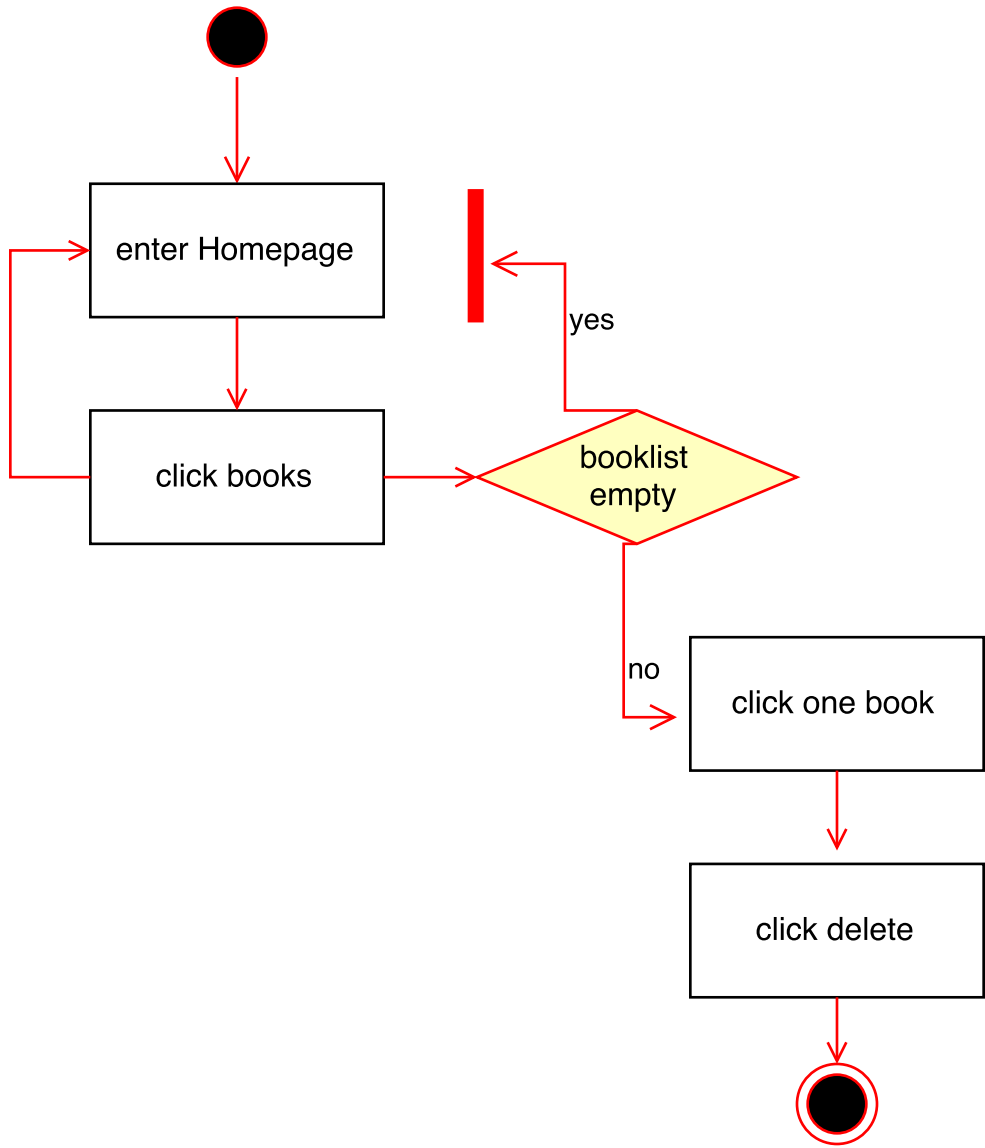 enter Homepage
yes
click books
booklist
empty
no
click one book
click delete